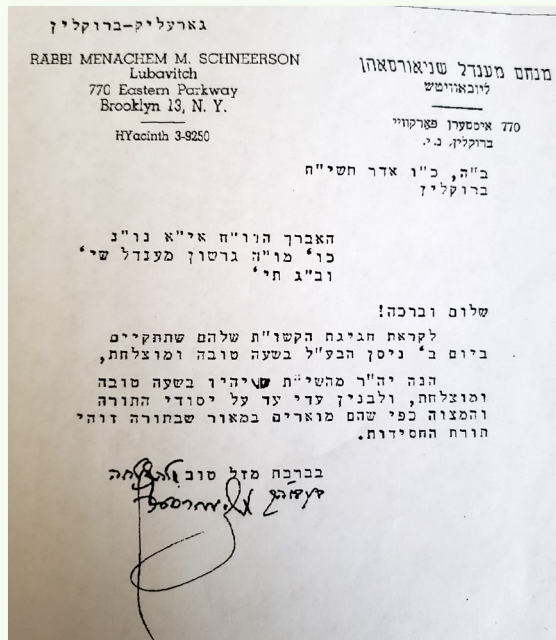 גארעליק-ברוקלין
RABBI MENACHEM M. SCHNEERSON
Lubavitch
770 Eastern Parkway
Brooklyn 13, N. Y.
HYacinth 3-9250
מנחם מענדל שניאורסאהן
ליובאוויטש
770 איסטערן פארקוויי
ברוקלין, נ.י.
ב"ה, כ"ו אדר תשי"ח
ברוקלין
האברך הוו"ח אי"א נו"נ
כו' מו"ה גרשון מענדל שי'
וב"ג תי'
שלום וברכה!
לקראת חגיגת הקשו"ת שלהם שתתקיים
ביום ב' ניסן הבע"ל בשעה טובה ומוצלחת,
הנה יה"ר מהשי"ת שיהיו בשעה טובה
ומוצלחת, ולבנין עדי עד על יסודי התורה
והמצוה כפי שהם מוארים במאור שבתורה זוהי
תורת החסידות.
בברכת מזל טוב ולהצלחה